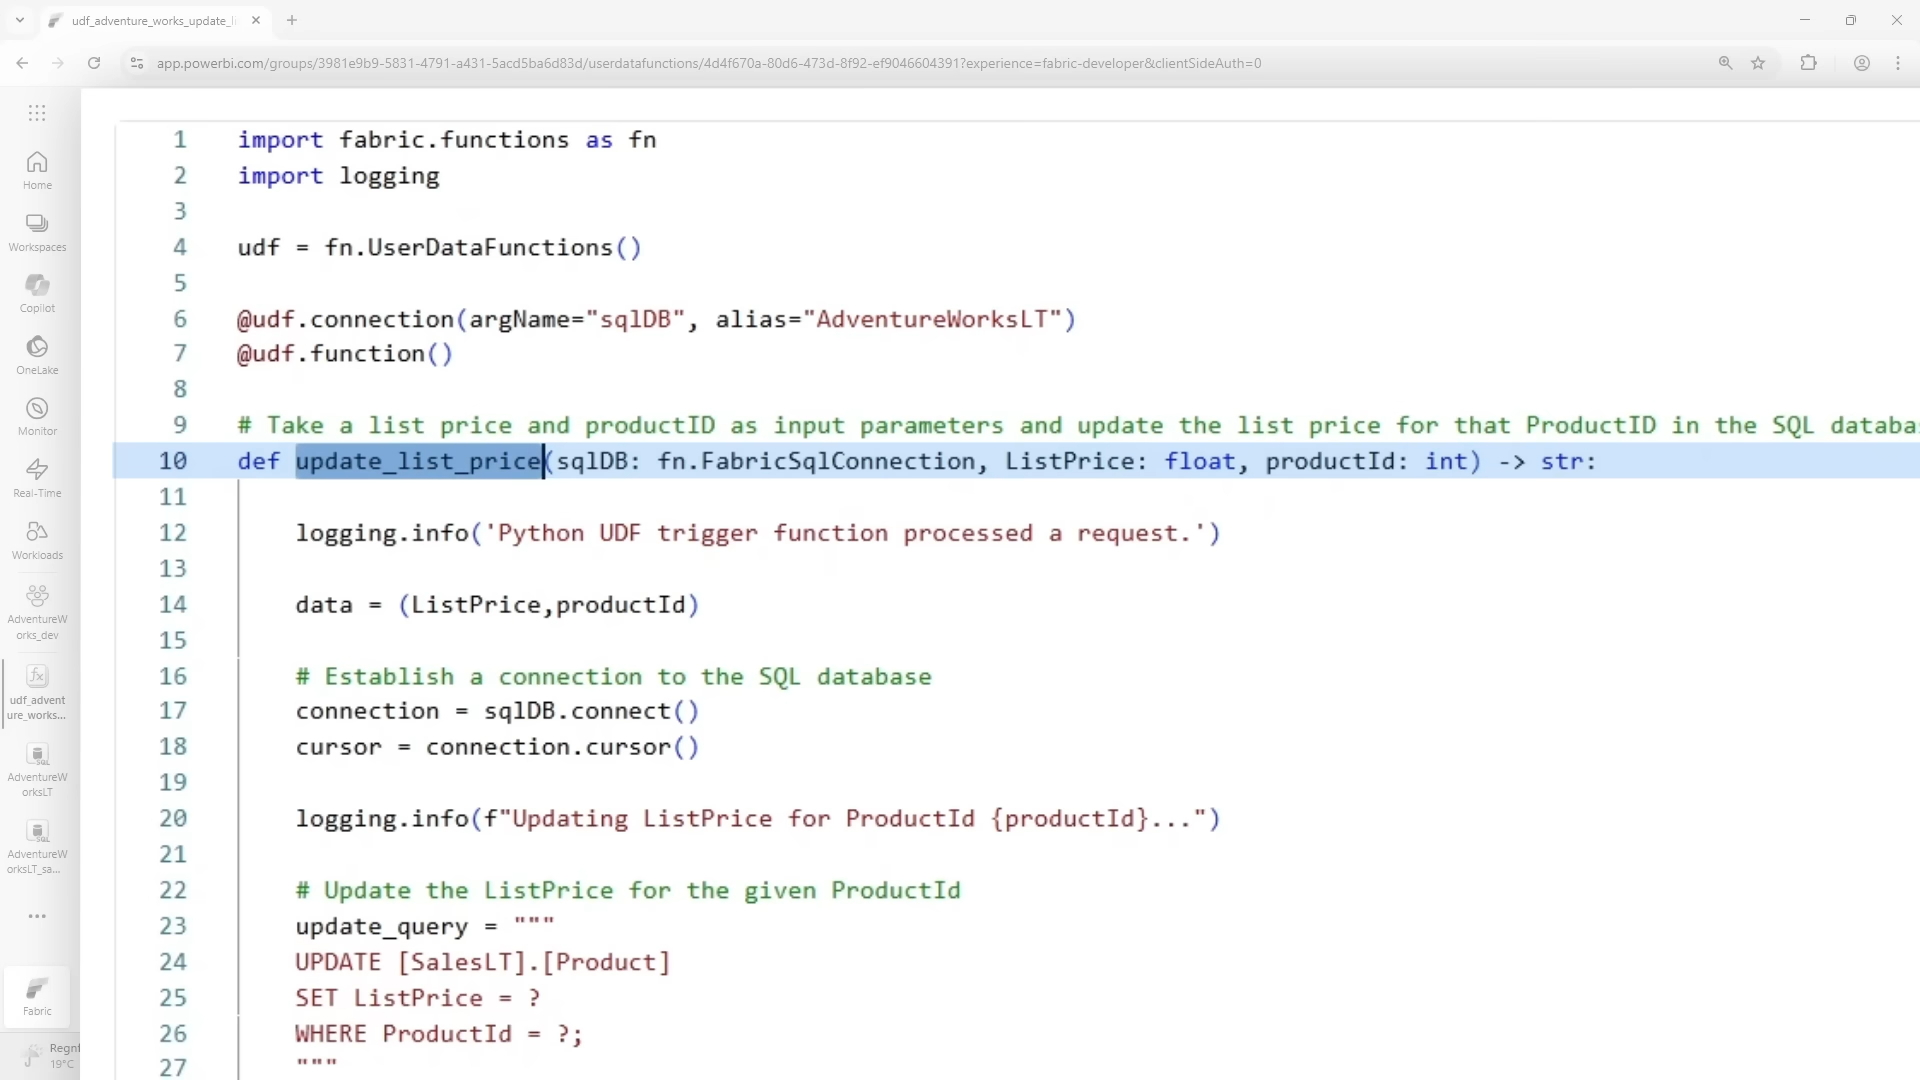 udf_adventure_works_update_li
app.powerbi.com/groups/3981e9b9-5831-4791-a431-5acd5ba6d83d/userdatafunctions/4d4f670a-80d6-473d-8f92-ef9046604391?experience=fabric-developer&clientSideAuth=0
Home
Workspaces
Copilot
OneLake
Monitor
Real-Time
Workloads
AdventureW
orks_dev
udf_advent
ure_works...
AdventureW
orksLT
AdventureW
orksLT_sa...
Fabric
Regnf
19°C
1 import fabric.functions as fn
2 import logging
3
4 udf = fn.UserDataFunctions()
5
6 @udf.connection(argName="sqlDB", alias="AdventureWorksLT")
7 @udf.function()
8
9 # Take a list price and productID as input parameters and update the list price for that ProductID in the SQL databa
10 def update_list_price(sqlDB: fn.FabricSqlConnection, ListPrice: float, productId: int) -> str:
11
12 logging.info('Python UDF trigger function processed a request.')
13
14 data = (ListPrice,productId)
15
16 # Establish a connection to the SQL database
17 connection = sqlDB.connect()
18 cursor = connection.cursor()
19
20 logging.info(f"Updating ListPrice for ProductId {productId}...")
21
22 # Update the ListPrice for the given ProductId
23 update_query = """
24 UPDATE [SalesLT].[Product]
25 SET ListPrice = ?
26 WHERE ProductId = ?;
27 """